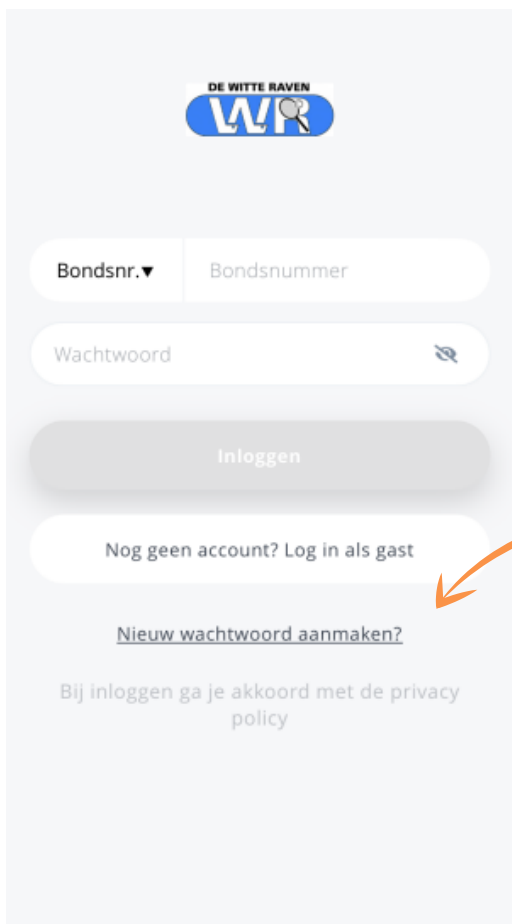 DE WITTE RAVEN
WR
Bondsnr.▼ Bondsnummer
Wachtwoord
Inloggen
Nog geen account? Log in als gast
Nieuw wachtwoord aanmaken?
Bij inloggen ga je akkoord met de privacy
policy